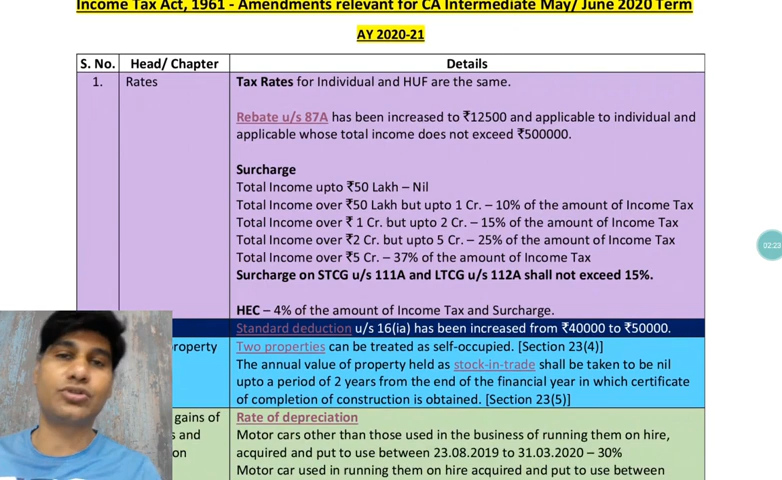 Income Tax Act, 1961 - Amendments relevant for CA Intermediate May/ June 2020 Term
AY 2020-21
S. No. Head/ Chapter Details
1. Rates Tax Rates for Individual and HUF are the same.
Rebate u/s 87A has been increased to ₹12500 and applicable to individual and
applicable whose total income does not exceed ₹500000.
Surcharge
Total Income upto ₹50 Lakh – Nil
Total Income over ₹50 Lakh but upto 1 Cr. – 10% of the amount of Income Tax
Total Income over ₹ 1 Cr. but upto 2 Cr. – 15% of the amount of Income Tax
Total Income over ₹2 Cr. but upto 5 Cr. – 25% of the amount of Income Tax
Total Income over ₹5 Cr. – 37% of the amount of Income Tax
Surcharge on STCG u/s 111A and LTCG u/s 112A shall not exceed 15%.
HEC – 4% of the amount of Income Tax and Surcharge.
Standard deduction u/s 16(ia) has been increased from ₹40000 to ₹50000.
roperty Two properties can be treated as self-occupied. [Section 23(4)]
The annual value of property held as stock-in-trade shall be taken to be nil
upto a period of 2 years from the end of the financial year in which certificate
of completion of construction is obtained. [Section 23(5)]
gains of Rate of depreciation
s and Motor cars other than those used in the business of running them on hire,
on acquired and put to use between 23.08.2019 to 31.03.2020 – 30%
Motor car used in running them on hire acquired and put to use between
02:23